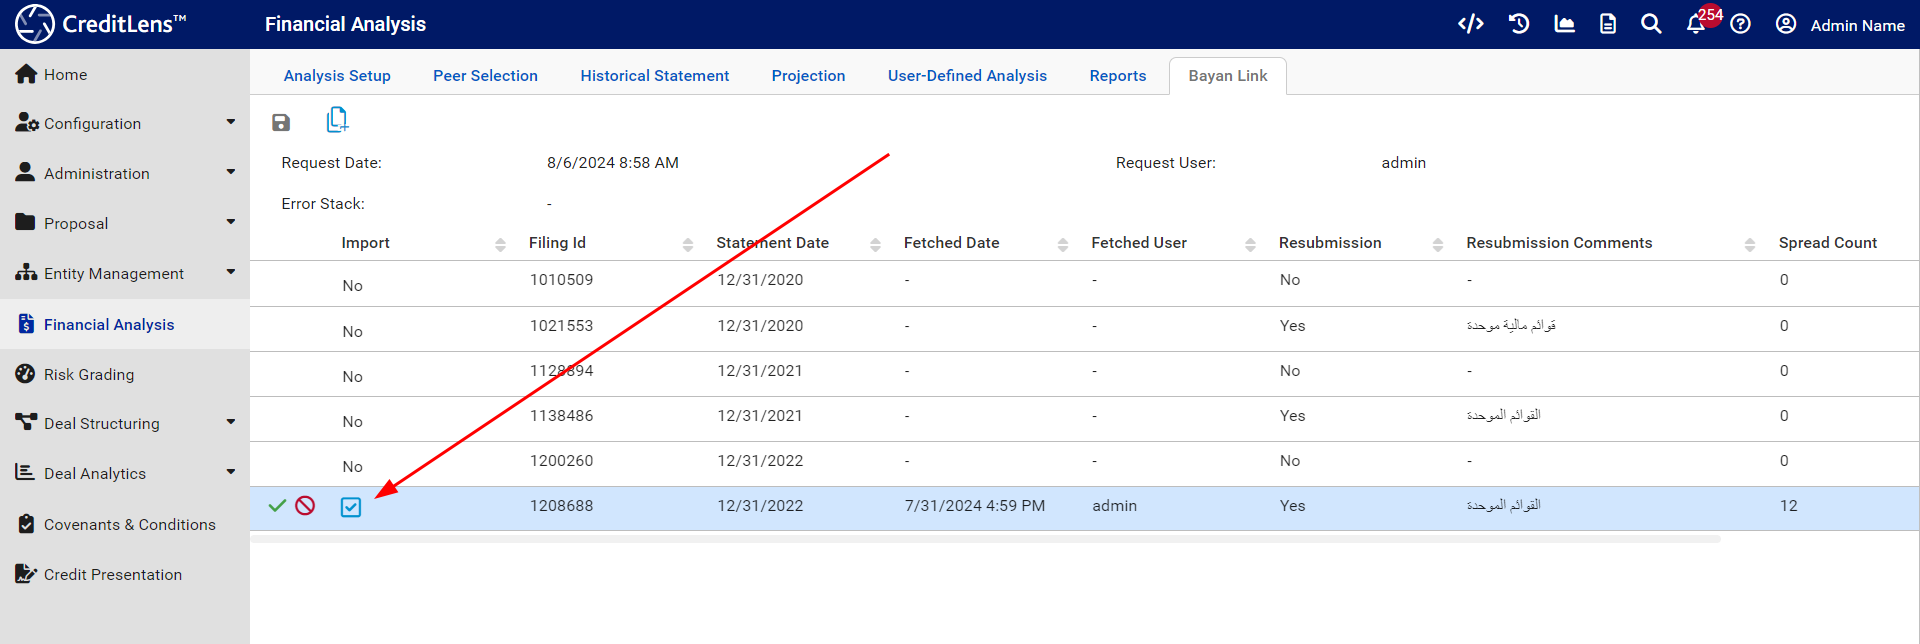 CreditLens™
Financial Analysis
254
Admin Name
Home
Configuration
Administration
Proposal
Entity Management
Financial Analysis
Risk Grading
Deal Structuring
Deal Analytics
Covenants & Conditions
Credit Presentation
Analysis Setup Peer Selection Historical Statement Projection User-Defined Analysis Reports Bayan Link
Request Date: 8/6/2024 8:58 AM Request User: admin
Error Stack: -
Import Filing Id Statement Date Fetched Date Fetched User Resubmission Resubmission Comments Spread Count
No 1010509 12/31/2020 - - No - 0
No 1021553 12/31/2020 - - Yes قوائم مالية موحدة 0
No 1128894 12/31/2021 - - No - 0
No 1138486 12/31/2021 - - Yes القوائم الموحدة 0
No 1200260 12/31/2022 - - No - 0
1208688 12/31/2022 7/31/2024 4:59 PM admin Yes القوائم الموحدة 12